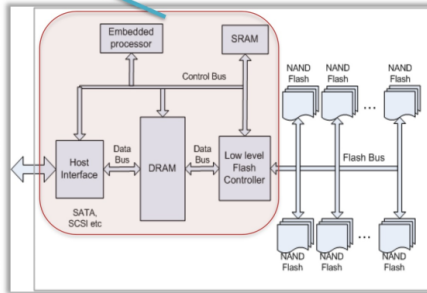 Embedded
processor
SRAM
Control Bus
NAND
Flash
NAND
Flash
NAND
Flash
...
Host
Interface
Data
Bus
DRAM
Data
Bus
Low level
Flash
Controller
Flash Bus
SATA,
SCSI etc
...
NAND
Flash
NAND
Flash
NAND
Flash